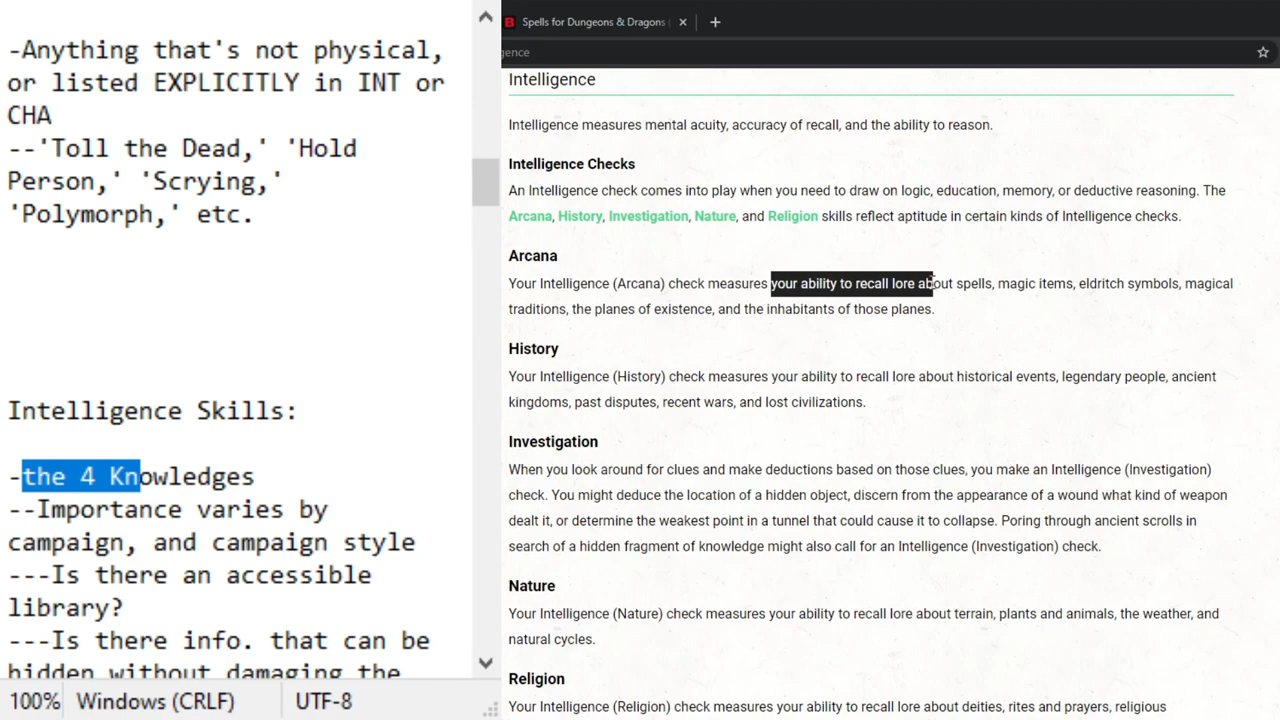 -Anything that's not physical,
or listed EXPLICITLY in INT or
CHA
--'Toll the Dead,' 'Hold
Person,' 'Scrying,'
'Polymorph,' etc.
Intelligence Skills:
-the 4 Knowledges
--Importance varies by
campaign, and campaign style
---Is there an accessible
library?
---Is there info. that can be
hidden without damaging the
100%
Windows (CRLF)
UTF-8
B
Spells for Dungeons & Dragons
gence
Intelligence
Intelligence measures mental acuity, accuracy of recall, and the ability to reason.
Intelligence Checks
An Intelligence check comes into play when you need to draw on logic, education, memory, or deductive reasoning. The
Arcana, History, Investigation, Nature, and Religion skills reflect aptitude in certain kinds of Intelligence checks.
Arcana
Your Intelligence (Arcana) check measures your ability to recall lore about spells, magic items, eldritch symbols, magical
traditions, the planes of existence, and the inhabitants of those planes.
History
Your Intelligence (History) check measures your ability to recall lore about historical events, legendary people, ancient
kingdoms, past disputes, recent wars, and lost civilizations.
Investigation
When you look around for clues and make deductions based on those clues, you make an Intelligence (Investigation)
check. You might deduce the location of a hidden object, discern from the appearance of a wound what kind of weapon
dealt it, or determine the weakest point in a tunnel that could cause it to collapse. Poring through ancient scrolls in
search of a hidden fragment of knowledge might also call for an Intelligence (Investigation) check.
Nature
Your Intelligence (Nature) check measures your ability to recall lore about terrain, plants and animals, the weather, and
natural cycles.
Religion
Your Intelligence (Religion) check measures your ability to recall lore about deities, rites and prayers, religious